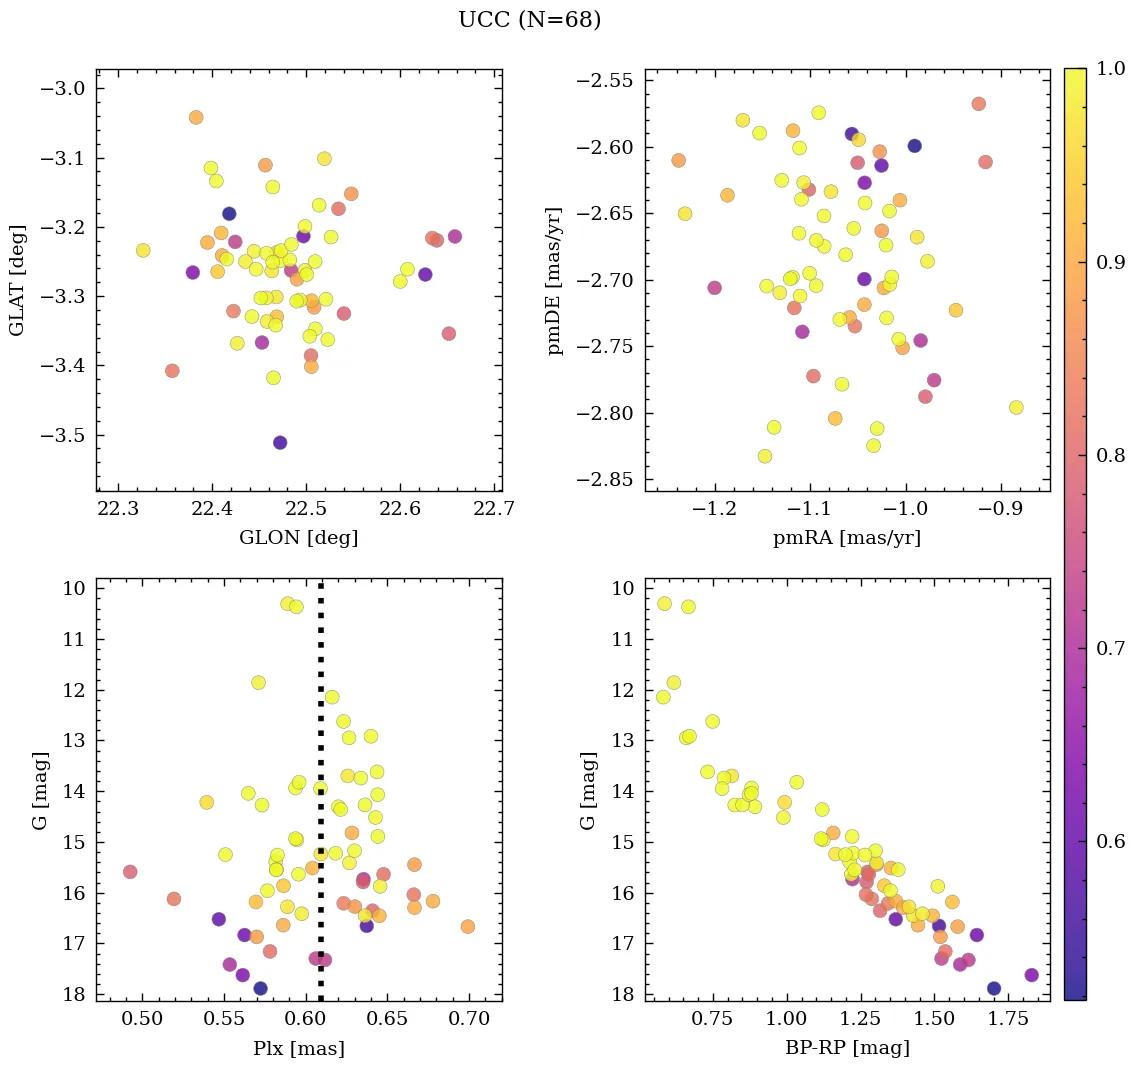 UCC (N=68)
−3.0
−3.1
−3.2
−3.3
−3.4
−3.5
GLAT [deg]
22.3 22.4 22.5 22.6 22.7
GLON [deg]
−2.55
−2.60
−2.65
−2.70
−2.75
−2.80
−2.85
pmDE [mas/yr]
−1.2 −1.1 −1.0 −0.9
pmRA [mas/yr]
1.0
0.9
0.8
0.7
0.6
10
11
12
13
14
15
16
17
18
G [mag]
0.50 0.55 0.60 0.65 0.70
Plx [mas]
10
11
12
13
14
15
16
17
18
G [mag]
0.75 1.00 1.25 1.50 1.75
BP-RP [mag]